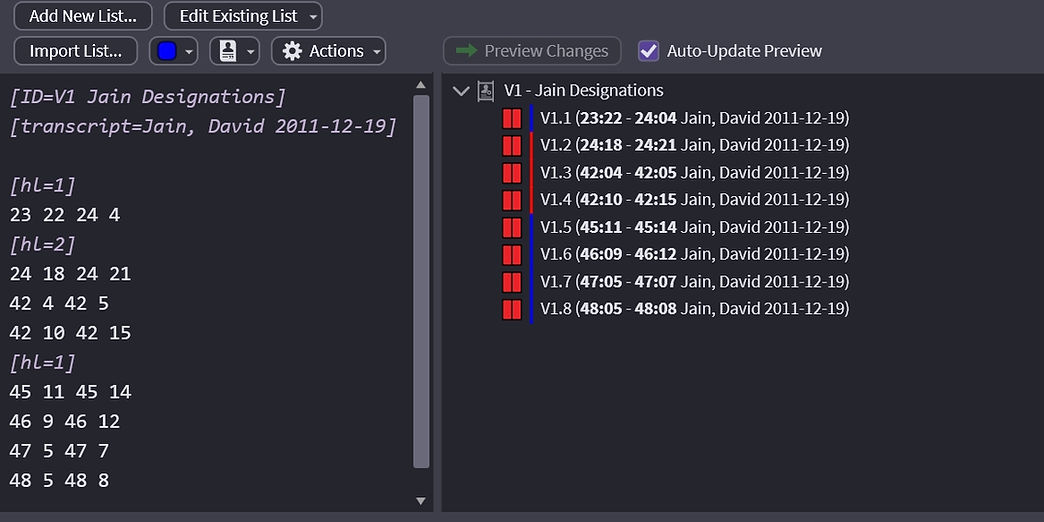 Add New List...
Edit Existing List
Import List...
Actions
Preview Changes
Auto-Update Preview
[ID=V1 Jain Designations]
[transcript=Jain, David 2011-12-19]
[hl=1]
23 22 24 4
[hl=2]
24 18 24 21
42 4 42 5
42 10 42 15
[hl=1]
45 11 45 14
46 9 46 12
47 5 47 7
48 5 48 8
V1 - Jain Designations
V1.1 (23:22 - 24:04 Jain, David 2011-12-19)
V1.2 (24:18 - 24:21 Jain, David 2011-12-19)
V1.3 (42:04 - 42:05 Jain, David 2011-12-19)
V1.4 (42:10 - 42:15 Jain, David 2011-12-19)
V1.5 (45:11 - 45:14 Jain, David 2011-12-19)
V1.6 (46:09 - 46:12 Jain, David 2011-12-19)
V1.7 (47:05 - 47:07 Jain, David 2011-12-19)
V1.8 (48:05 - 48:08 Jain, David 2011-12-19)